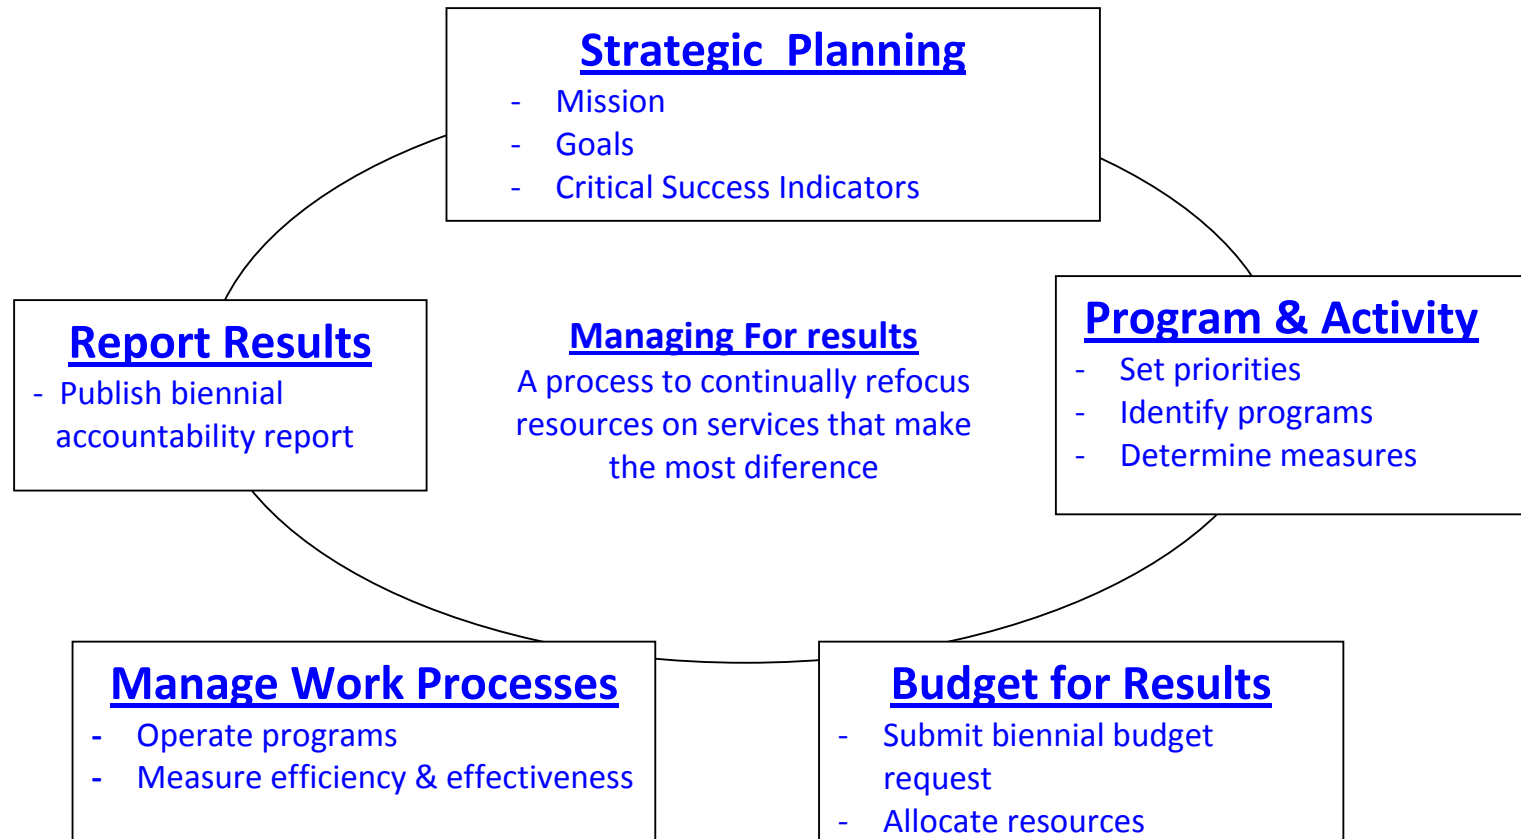 Strategic  Planning
- Mission
- Goals
- Critical Success Indicators
Report Results
- Publish biennial
accountability report
Managing For results
A process to continually refocus
resources on services that make
the most diference
Program & Activity
- Set priorities
- Identify programs
- Determine measures
Manage Work Processes
- Operate programs
- Measure efficiency & effectiveness
Budget for Results
- Submit biennial budget
request
- Allocate resources